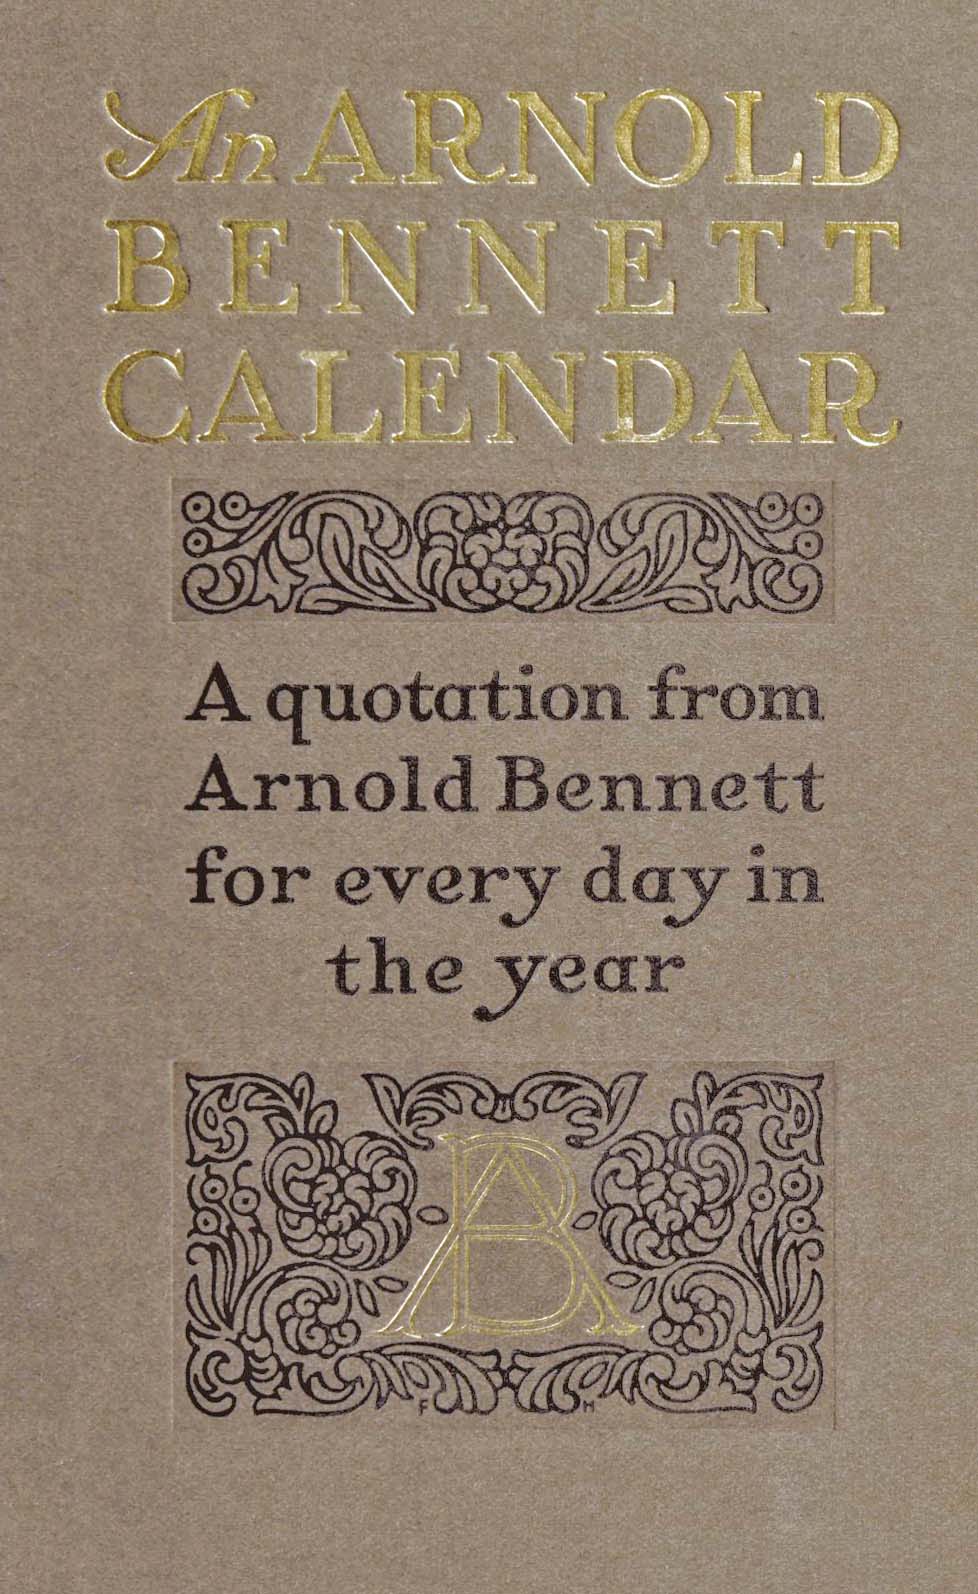 An ARNOLD
BENNETT
CALENDAR
A quotation from
Arnold Bennett
for every day in
the year
AB
F H